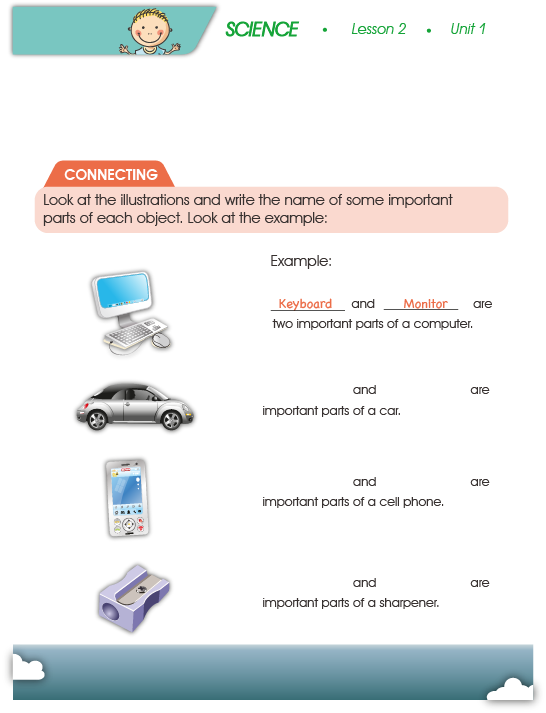 SCIENCE • Lesson 2 • Unit 1
CONNECTING
Look at the illustrations and write the name of some important
parts of each object. Look at the example:
Example:
Keyboard and Monitor are
two important parts of a computer.
and are
important parts of a car.
and are
important parts of a cell phone.
and are
important parts of a sharpener.